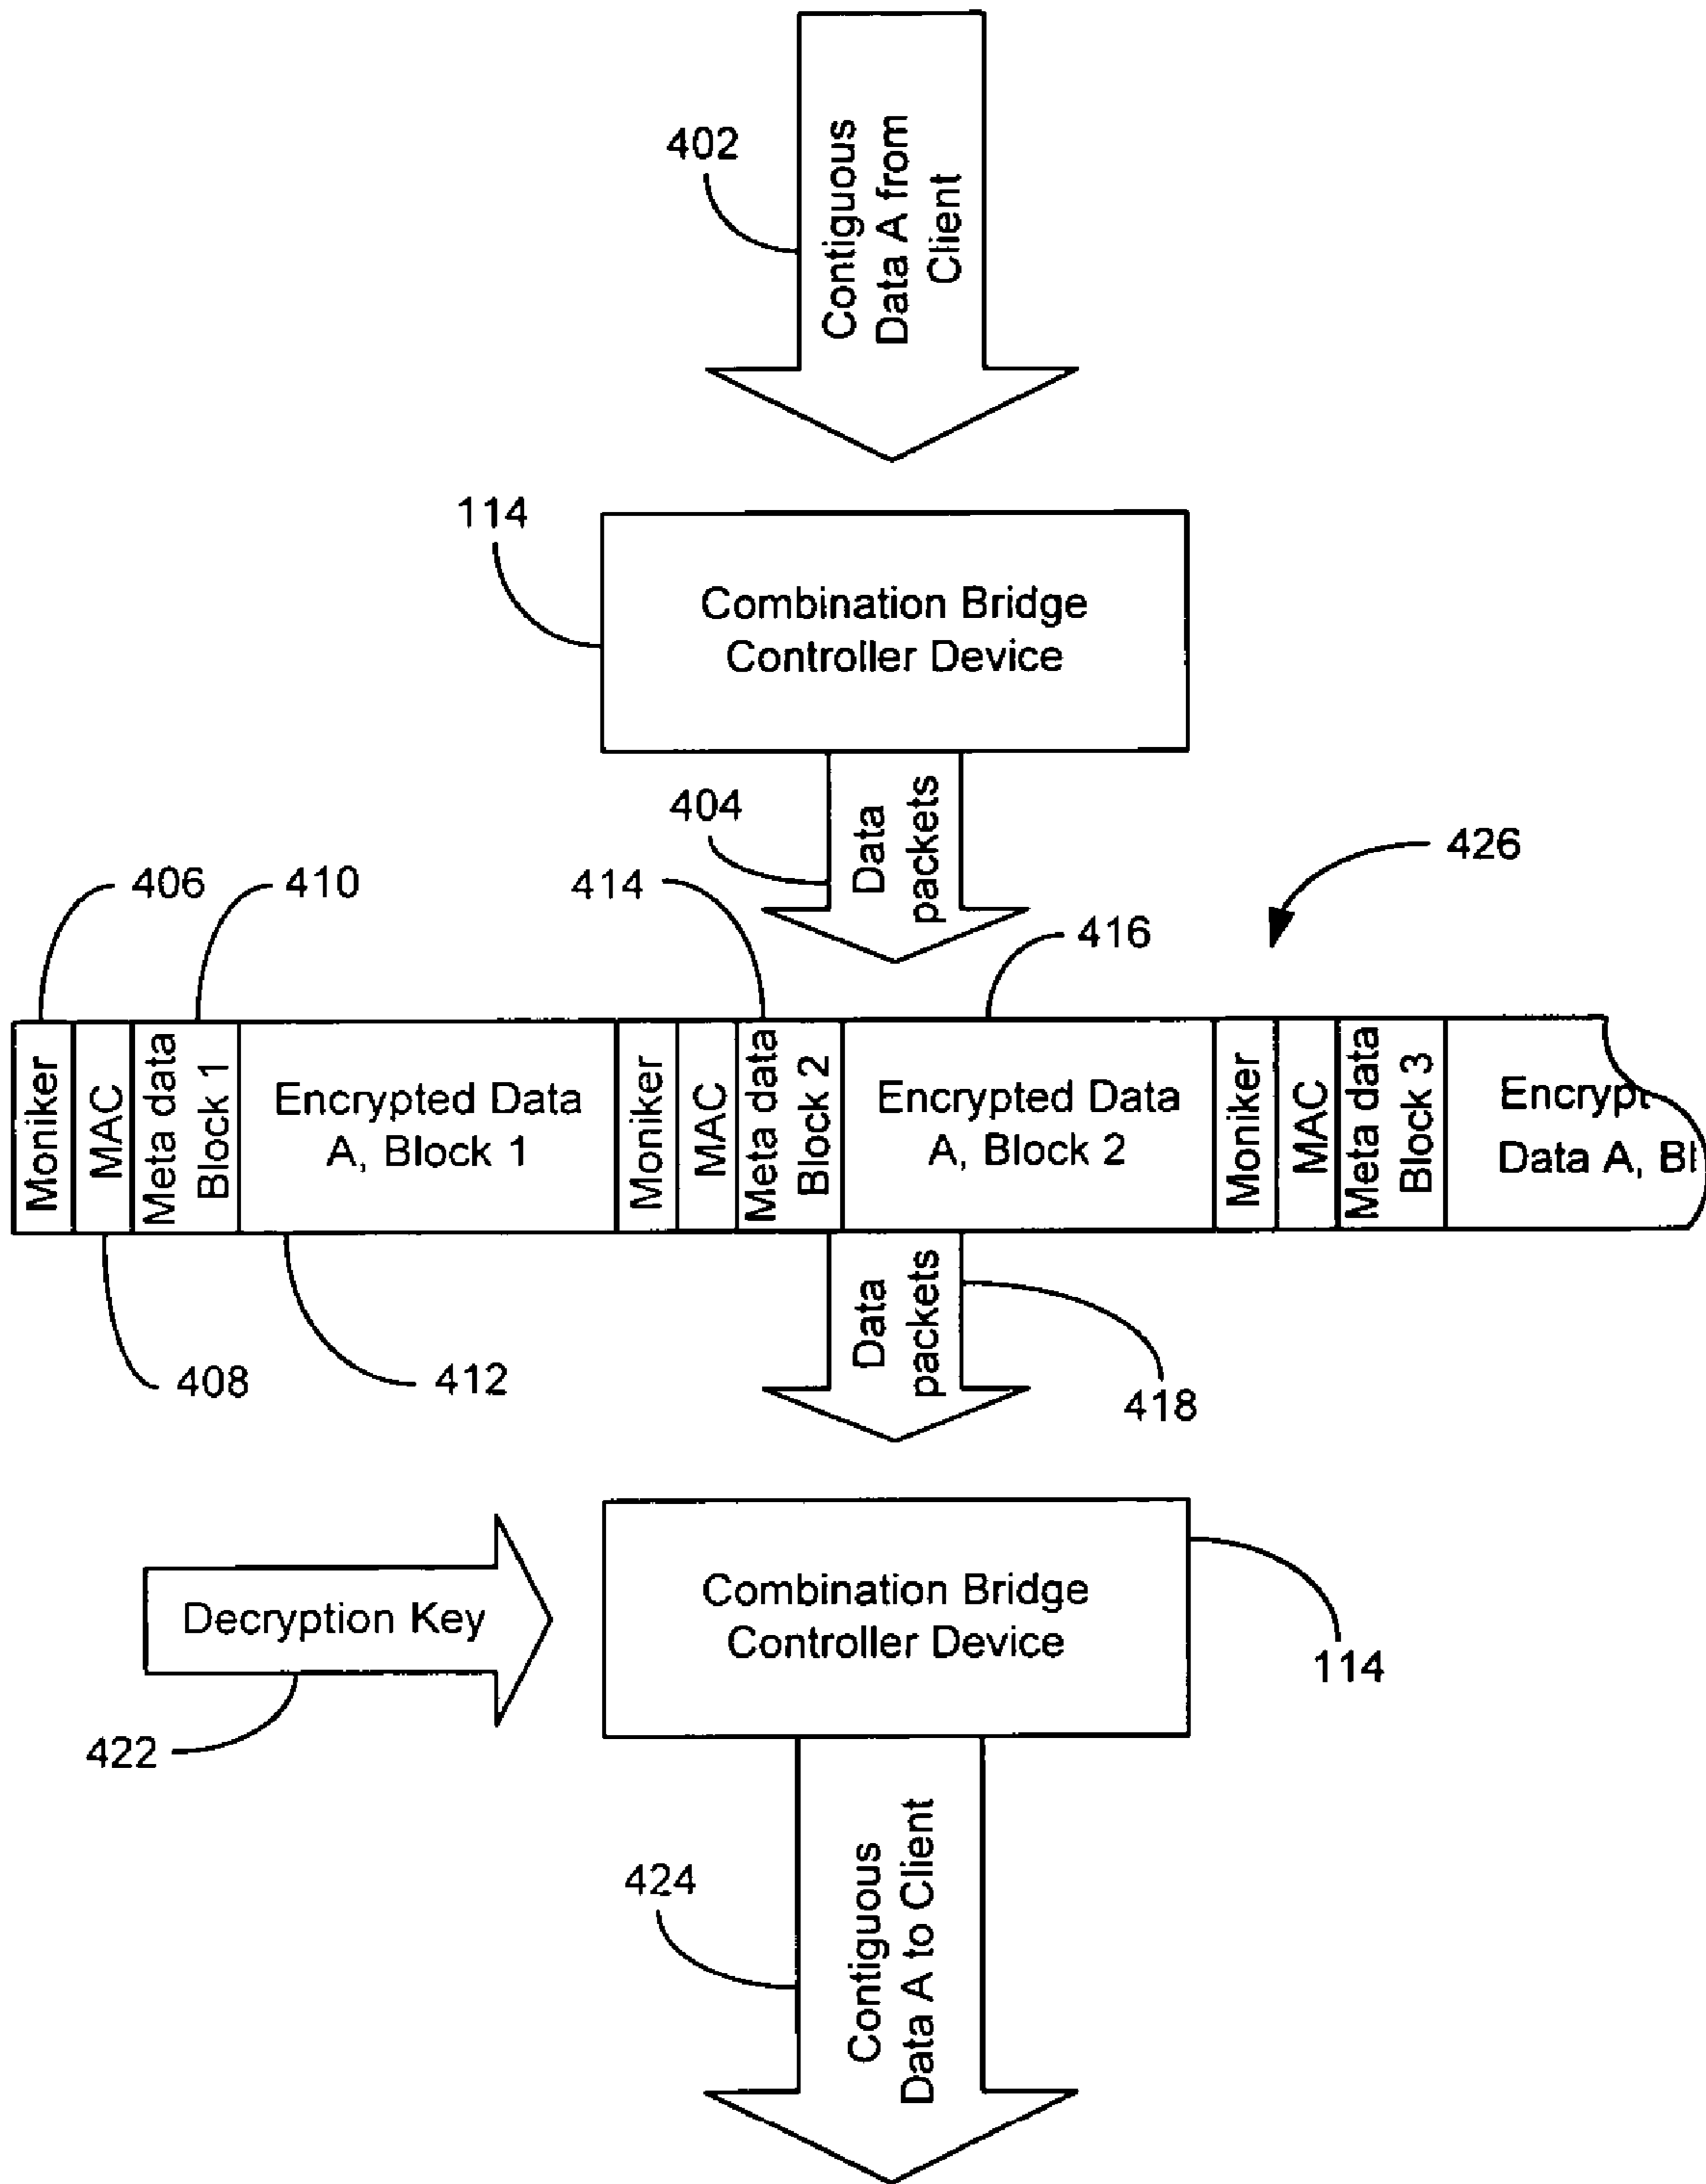 402
Contiguous
Data A from
Client
114
Combination Bridge
Controller Device
404
Data
packets
426
406
410
414
416
Moniker
MAC
Meta data
Block 1
Encrypted Data
A, Block 1
Moniker
MAC
Meta data
Block 2
Encrypted Data
A, Block 2
Moniker
MAC
Meta data
Block 3
Encrypt
Data A, Bl
408
412
Data
packets
418
Decryption Key
422
Combination Bridge
Controller Device
114
424
Contiguous
Data A to Client